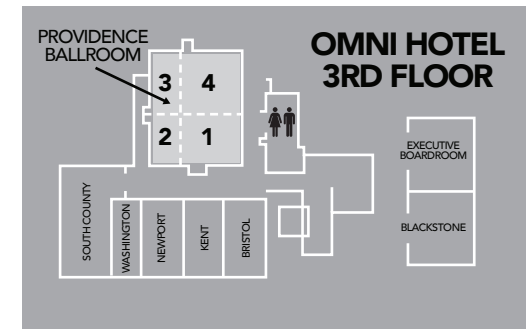 PROVIDENCE
BALLROOM
OMNI HOTEL
3RD FLOOR
3
4
2
1
EXECUTIVE
BOARDROOM
BLACKSTONE
SOUTH COUNTY
WASHINGTON
NEWPORT
KENT
BRISTOL